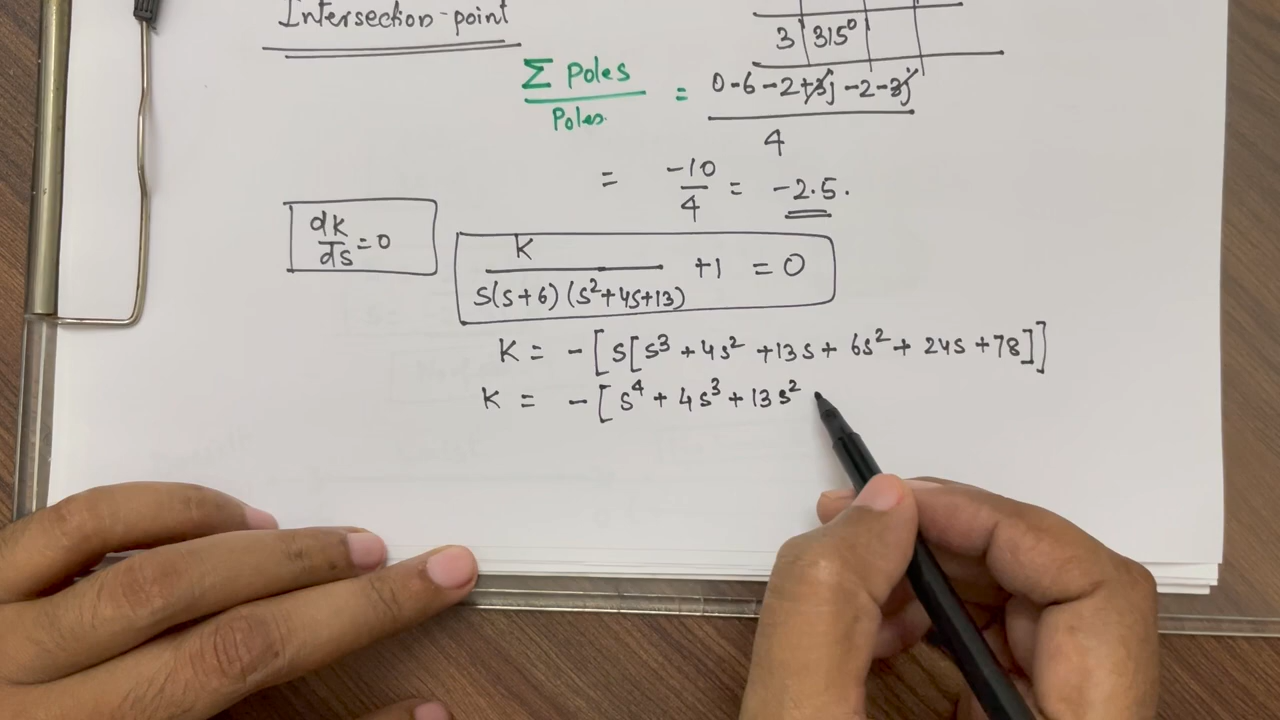 Intersection-point
3 315°
Σ Poles / Poles = 0-6-2+3j-2-3j / 4
= -10/4 = -2.5.
dk/ds = 0
K / s(s+6)(s²+4s+13) +1 = 0
K = -[s[s³+4s²+13s+6s²+24s+78]]
K = -[s⁴+4s³+13s²